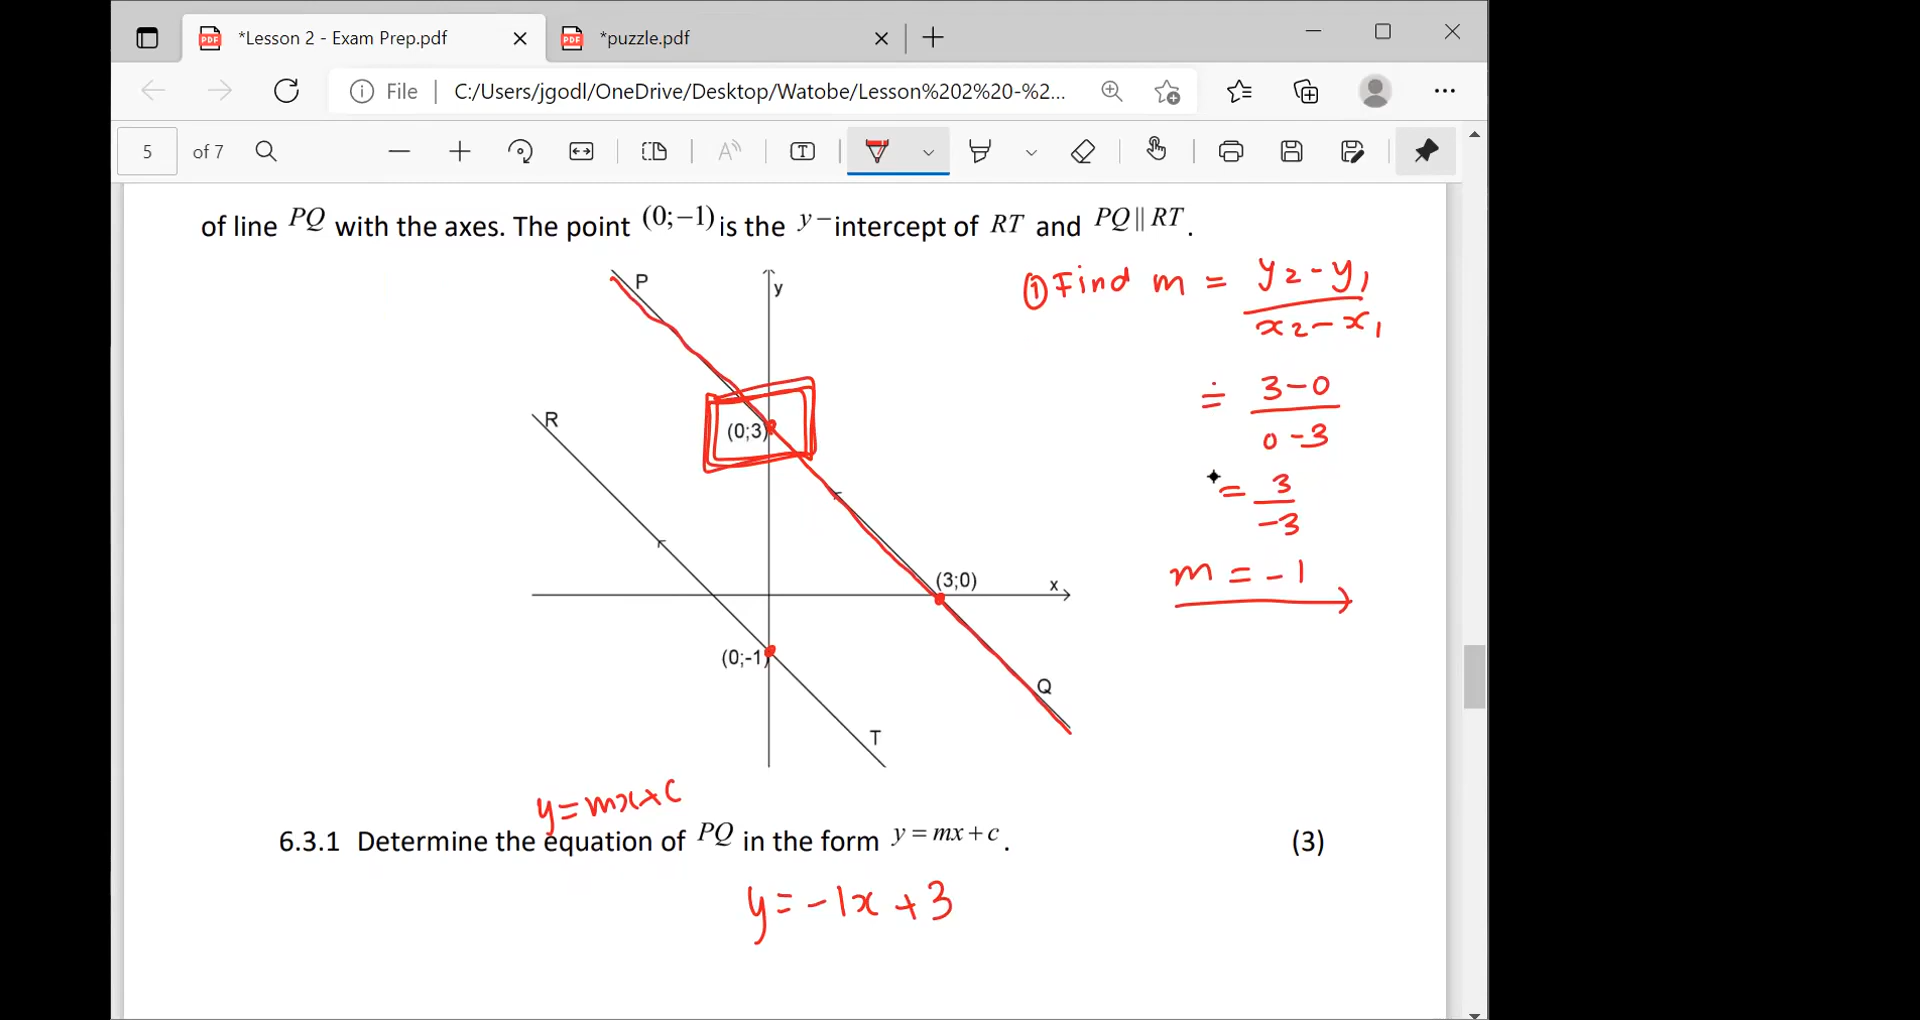 *Lesson 2 - Exam Prep.pdf
*puzzle.pdf
File
C:/Users/jgodl/OneDrive/Desktop/Watobe/Lesson%202%20-%2...
5 of 7
of line PQ with the axes. The point (0;−1) is the y− intercept of RT and PQ || RT.
① Find m = y₂ - y₁ / x₂ - x₁
= 3-0 / 0-3
= 3 / -3
m = -1
P
y
R
(0;3)
(3;0)
x
(0;-1)
Q
T
y=mx+c
6.3.1 Determine the equation of PQ in the form y = mx + c. (3)
y = -1x + 3